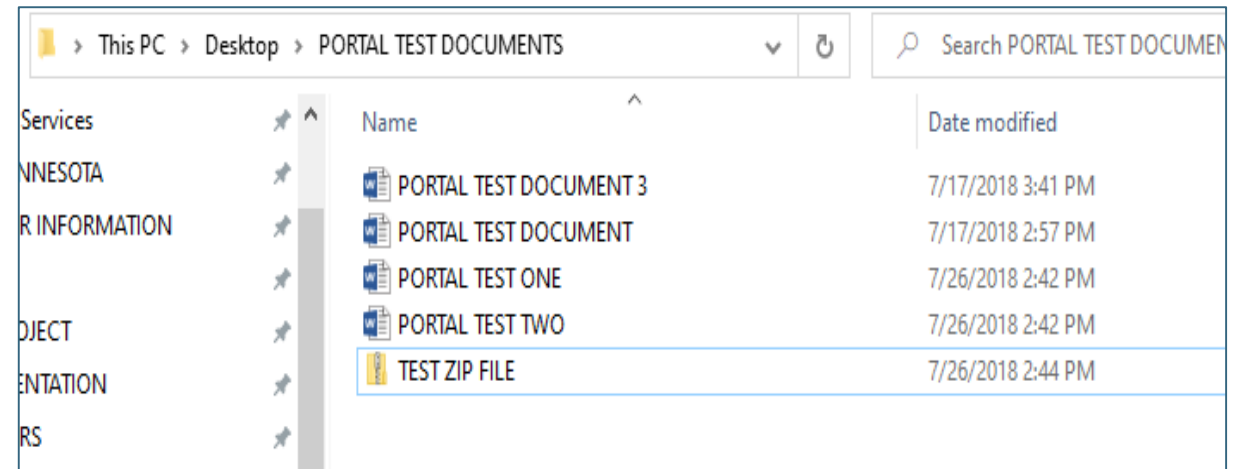 This PC > Desktop > PORTAL TEST DOCUMENTS
Search PORTAL TEST DOCUMEN
Services
NNESOTA
R INFORMATION
OJECT
ENTATION
RS
Name Date modified
PORTAL TEST DOCUMENT 3 7/17/2018 3:41 PM
PORTAL TEST DOCUMENT 7/17/2018 2:57 PM
PORTAL TEST ONE 7/26/2018 2:42 PM
PORTAL TEST TWO 7/26/2018 2:42 PM
TEST ZIP FILE 7/26/2018 2:44 PM